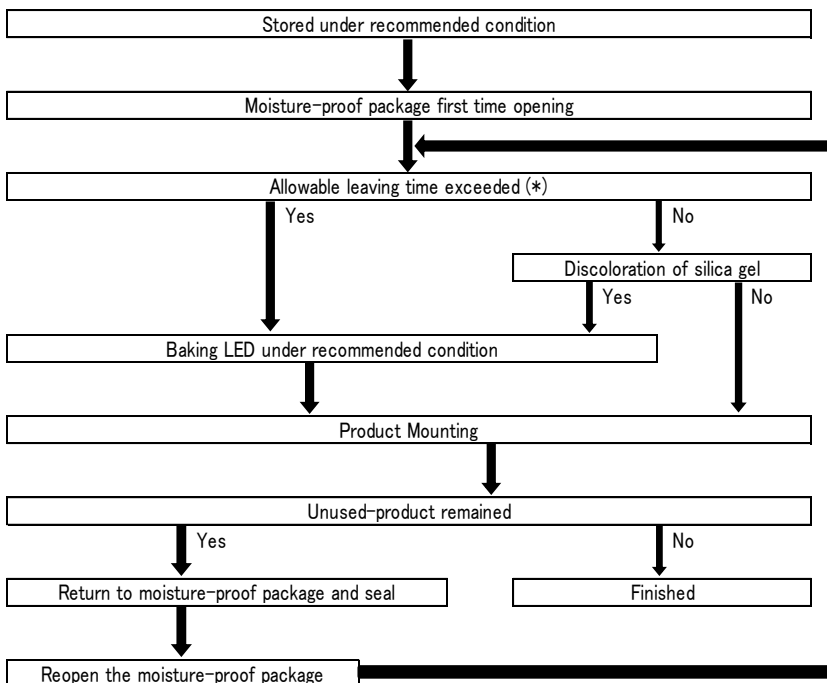 Stored under recommended condition
Moisture-proof package first time opening
Allowable leaving time exceeded (*)
Yes
No
Discoloration of silica gel
Yes
No
Baking LED under recommended condition
Product Mounting
Unused-product remained
Yes
No
Return to moisture-proof package and seal
Finished
Reopen the moisture-proof package